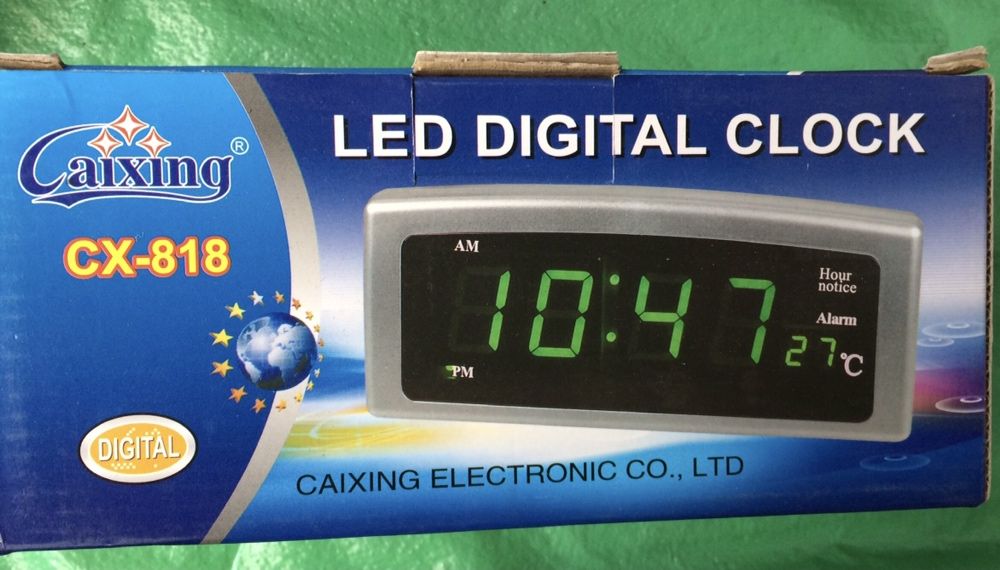 Caixing®
CX-818
DIGITAL
LED DIGITAL CLOCK
AM
10:47
Hour
notice
Alarm
27°C
PM
CAIXING ELECTRONIC CO., LTD